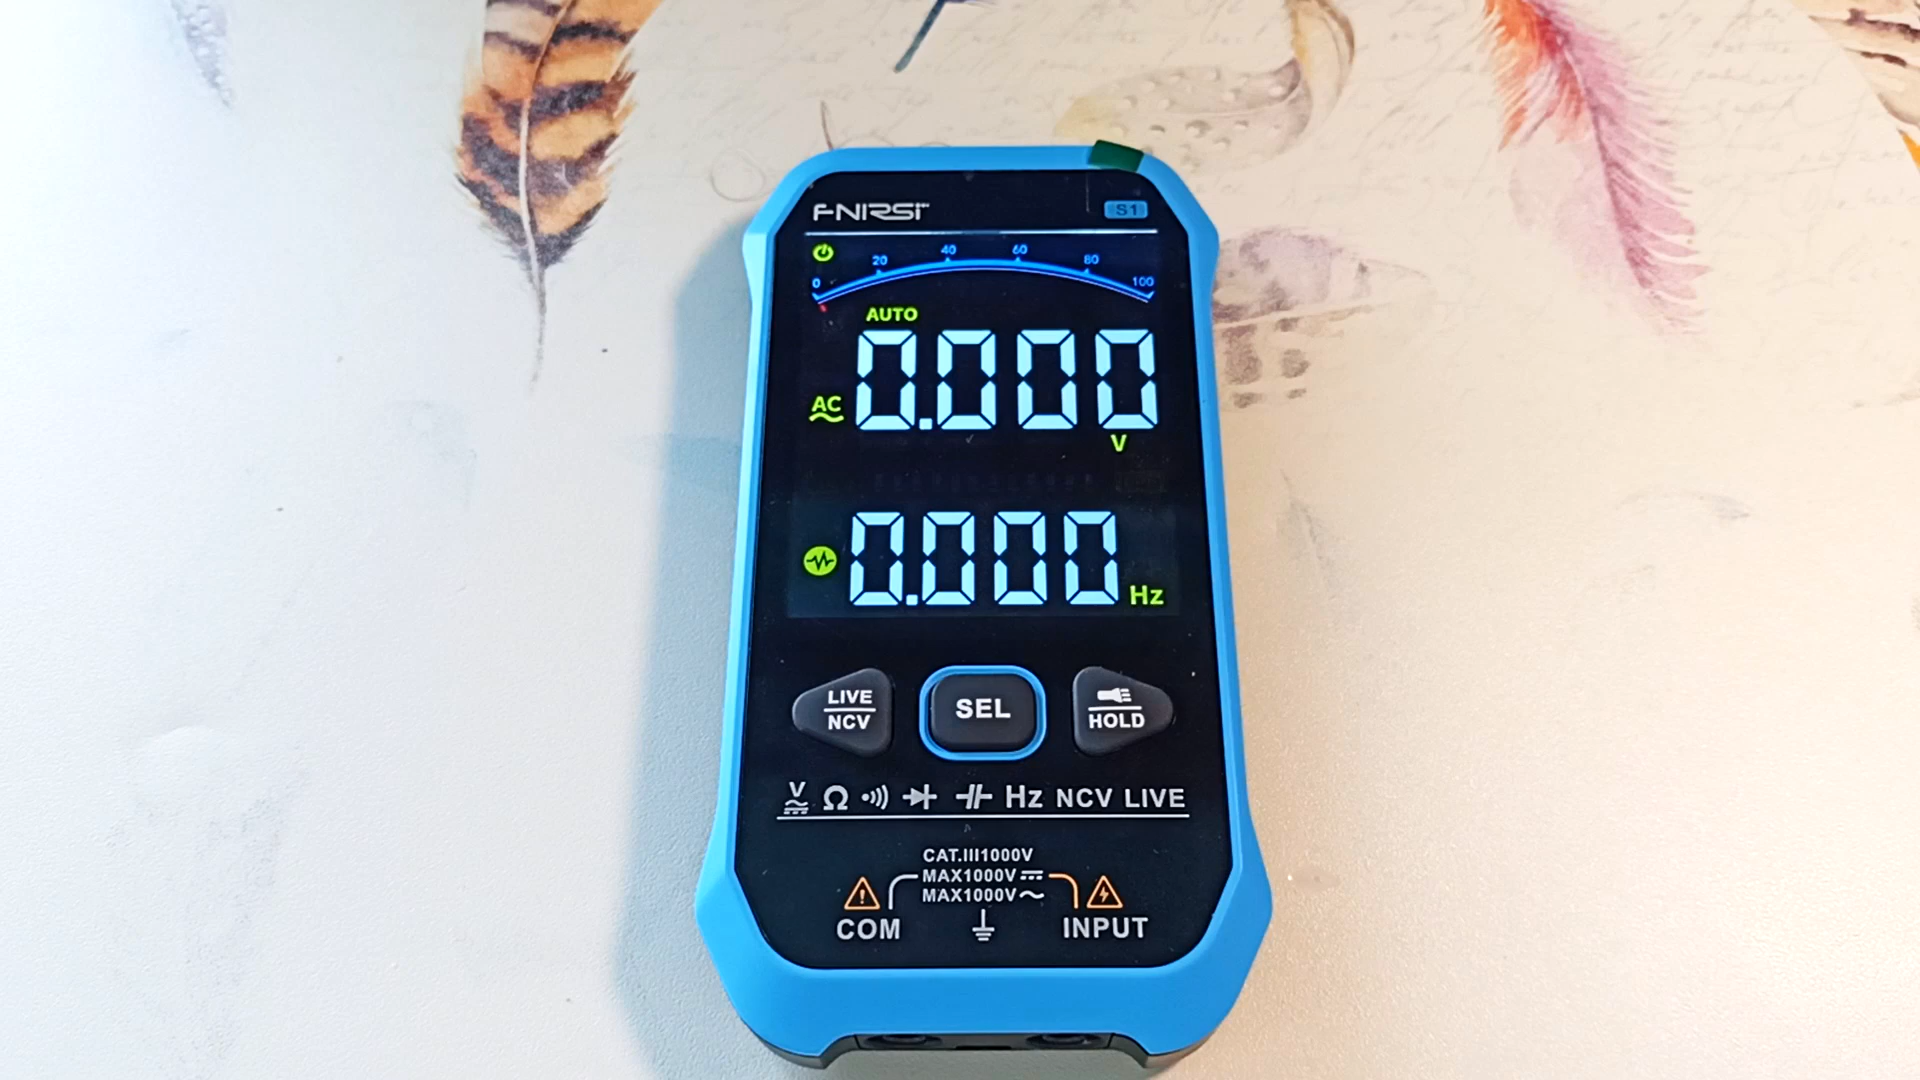 FNIRSI
S1
0 20 40 60 80 100
AUTO
AC 0.000
V
0.000 Hz
LIVE
NCV
SEL
HOLD
V Ω Hz NCV LIVE
CAT.III1000V
MAX1000V
MAX1000V
COM INPUT